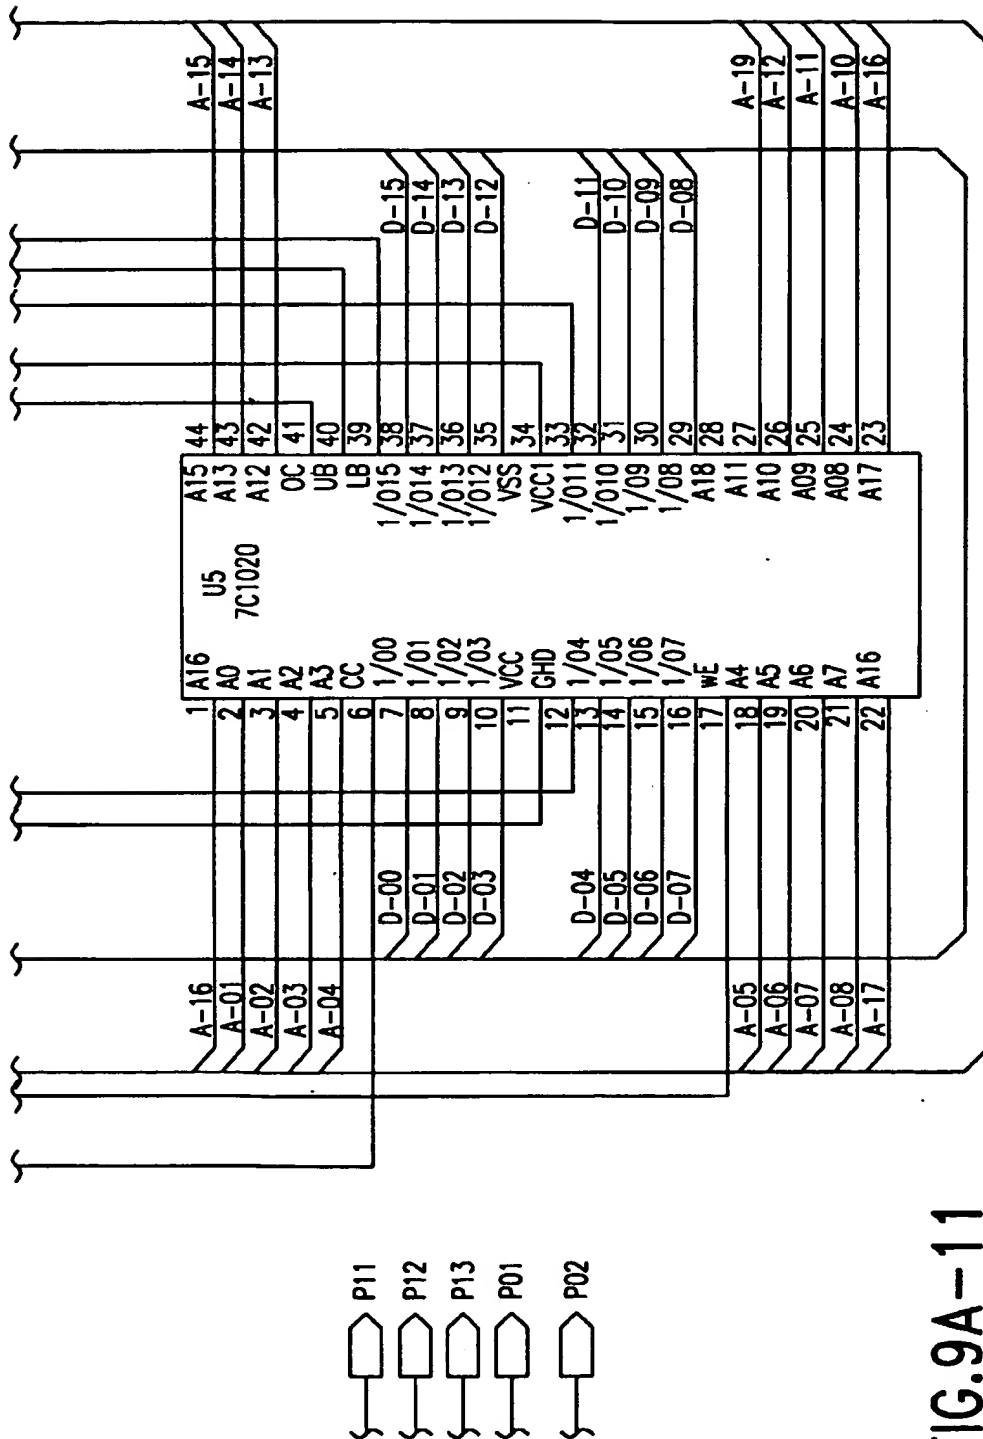 A-15
A-14
A-13
A-19
A-12
A-11
A-10
A-16
D-15
D-14
D-13
D-12
D-11
D-10
D-09
D-08
44
43
42
41
40
39
38
37
36
35
34
33
32
31
30
29
28
27
26
25
24
23
A15
A13
A12
OC
UB
LB
1/015
1/014
1/013
1/012
VSS
VCC1
1/011
1/010
1/09
1/08
A18
A11
A10
A09
A08
A17
U5
7C1020
A16
A0
A1
A2
A3
CC
1/00
1/01
1/02
1/03
VCC
GHD
1/04
1/05
1/06
1/07
WE
A4
A5
A6
A7
A16
1
2
3
4
5
6
7
8
9
10
11
12
13
14
15
16
17
18
19
20
21
22
D-00
D-01
D-02
D-03
D-04
D-05
D-06
D-07
A-16
A-01
A-02
A-03
A-04
A-05
A-06
A-07
A-08
A-17
P11
P12
P13
P01
P02
FIG.9A-11